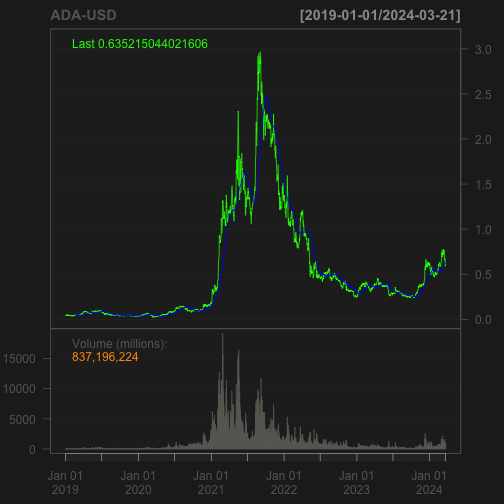 ADA-USD [2019-01-01/2024-03-21]
Last 0.635215044021606
3.0
2.5
2.0
1.5
1.0
0.5
0.0
Volume (millions):
837,196,224
15000
10000
5000
0
Jan 01 Jan 01 Jan 01 Jan 01 Jan 01 Jan 01
2019 2020 2021 2022 2023 2024